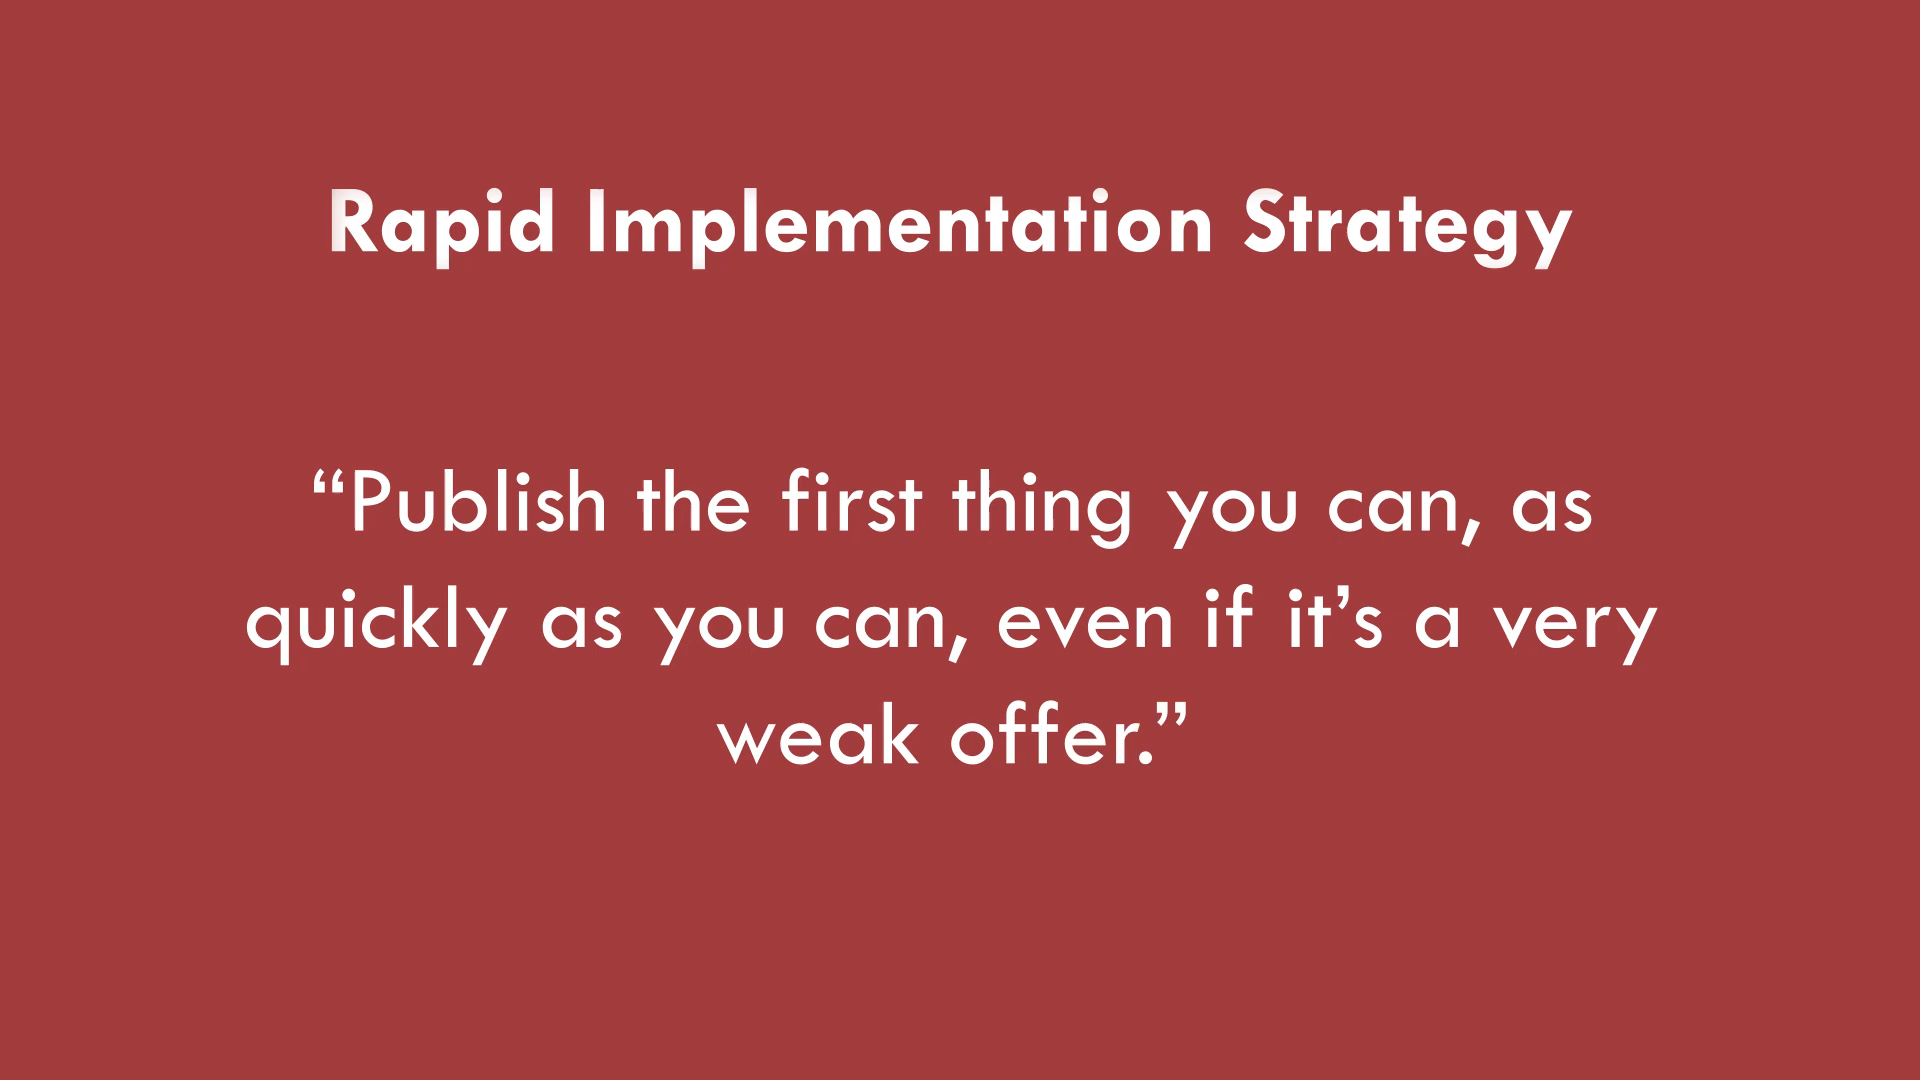 Rapid Implementation Strategy
“Publish the first thing you can, as
quickly as you can, even if it’s a very
weak offer.”